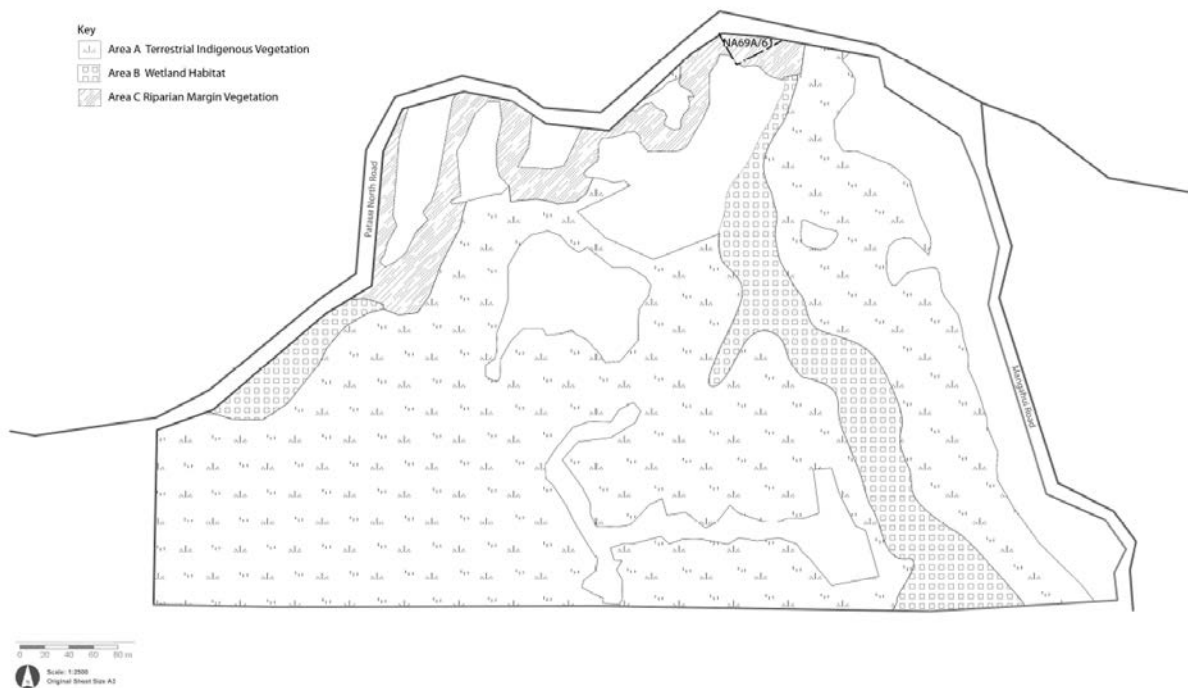 Key
Area A Terrestrial Indigenous Vegetation
Area B Wetland Habitat
Area C Riparian Margin Vegetation
NA69A/61
Pataua North Road
Mangahui Road
0 20 40 60 80 m
Scale: 1:2500
Original Sheet Size A3